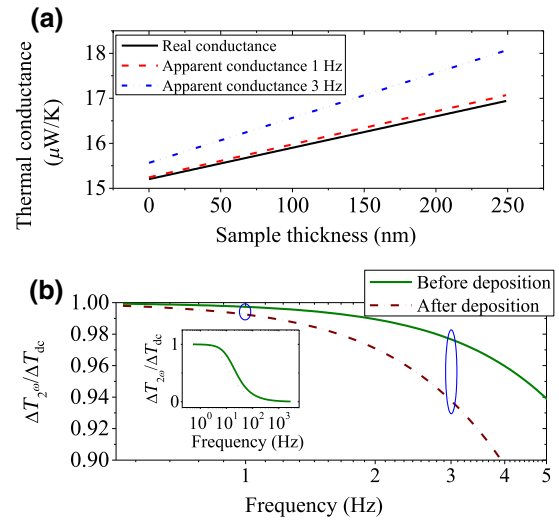 (a)
18
17
16
15
Thermal conductance
(μW/K)
Real conductance
Apparent conductance 1 Hz
Apparent conductance 3 Hz
0 50 100 150 200 250
Sample thickness (nm)
(b)
Before deposition
After deposition
1.00
0.98
0.96
0.94
0.92
0.90
ΔT2ω/ΔTdc
1
0
ΔT2ω/ΔTdc
10^0 10^1 10^2 10^3
Frequency (Hz)
1 2 3 4 5
Frequency (Hz)